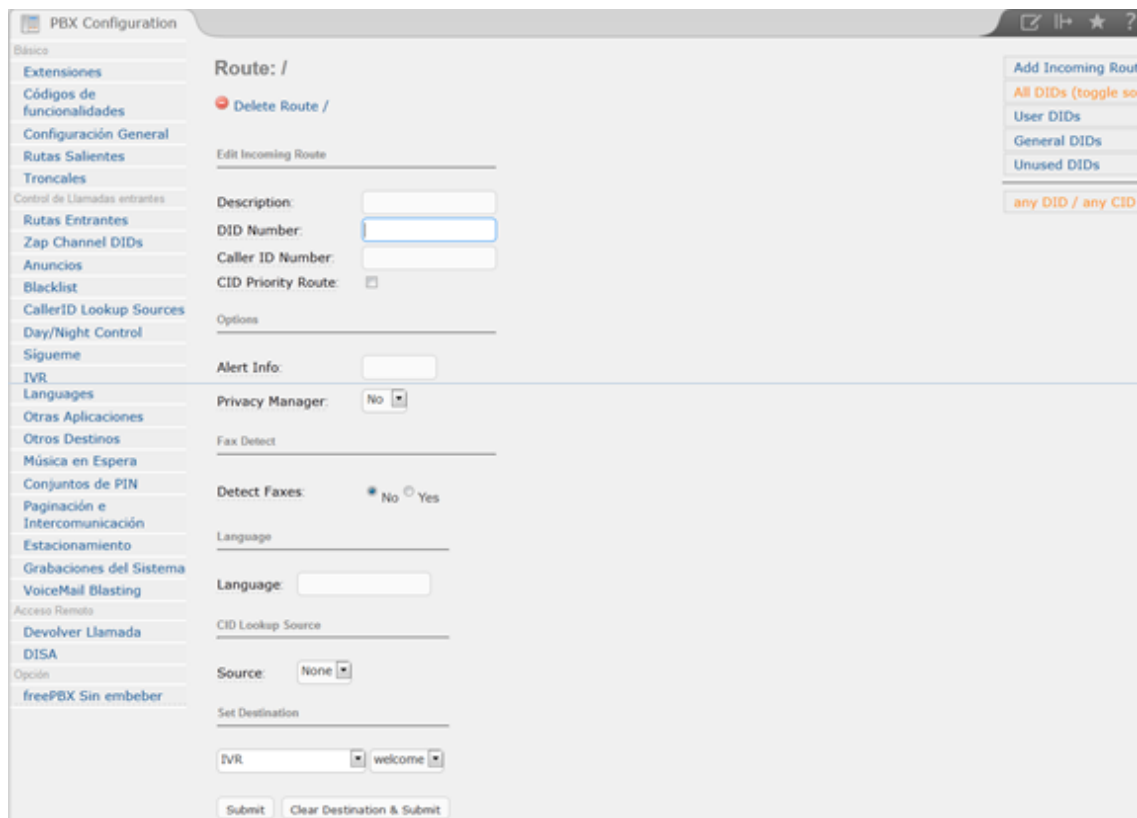 PBX Configuration
?
Básico
Extensiones
Códigos de
funcionalidades
Configuración General
Rutas Salientes
Troncales
Control de Llamadas entrantes
Rutas Entrantes
Zap Channel DIDs
Anuncios
Blacklist
CallerID Lookup Sources
Day/Night Control
Sígueme
IVR
Languages
Otras Aplicaciones
Otros Destinos
Música en Espera
Conjuntos de PIN
Paginación e
Intercomunicación
Estacionamiento
Grabaciones del Sistema
VoiceMail Blasting
Acceso Remoto
Devolver Llamada
DISA
Opción
freePBX Sin embeber
Route: /
Delete Route /
Edit Incoming Route
Description:
DID Number:
Caller ID Number:
CID Priority Route:
Options
Alert Info:
Privacy Manager: No
Fax Detect
Detect Faxes: No Yes
Language
Language:
CID Lookup Source
Source: None
Set Destination
IVR welcome
Submit Clear Destination & Submit
Add Incoming Rout
All DIDs (toggle so
User DIDs
General DIDs
Unused DIDs
any DID / any CID